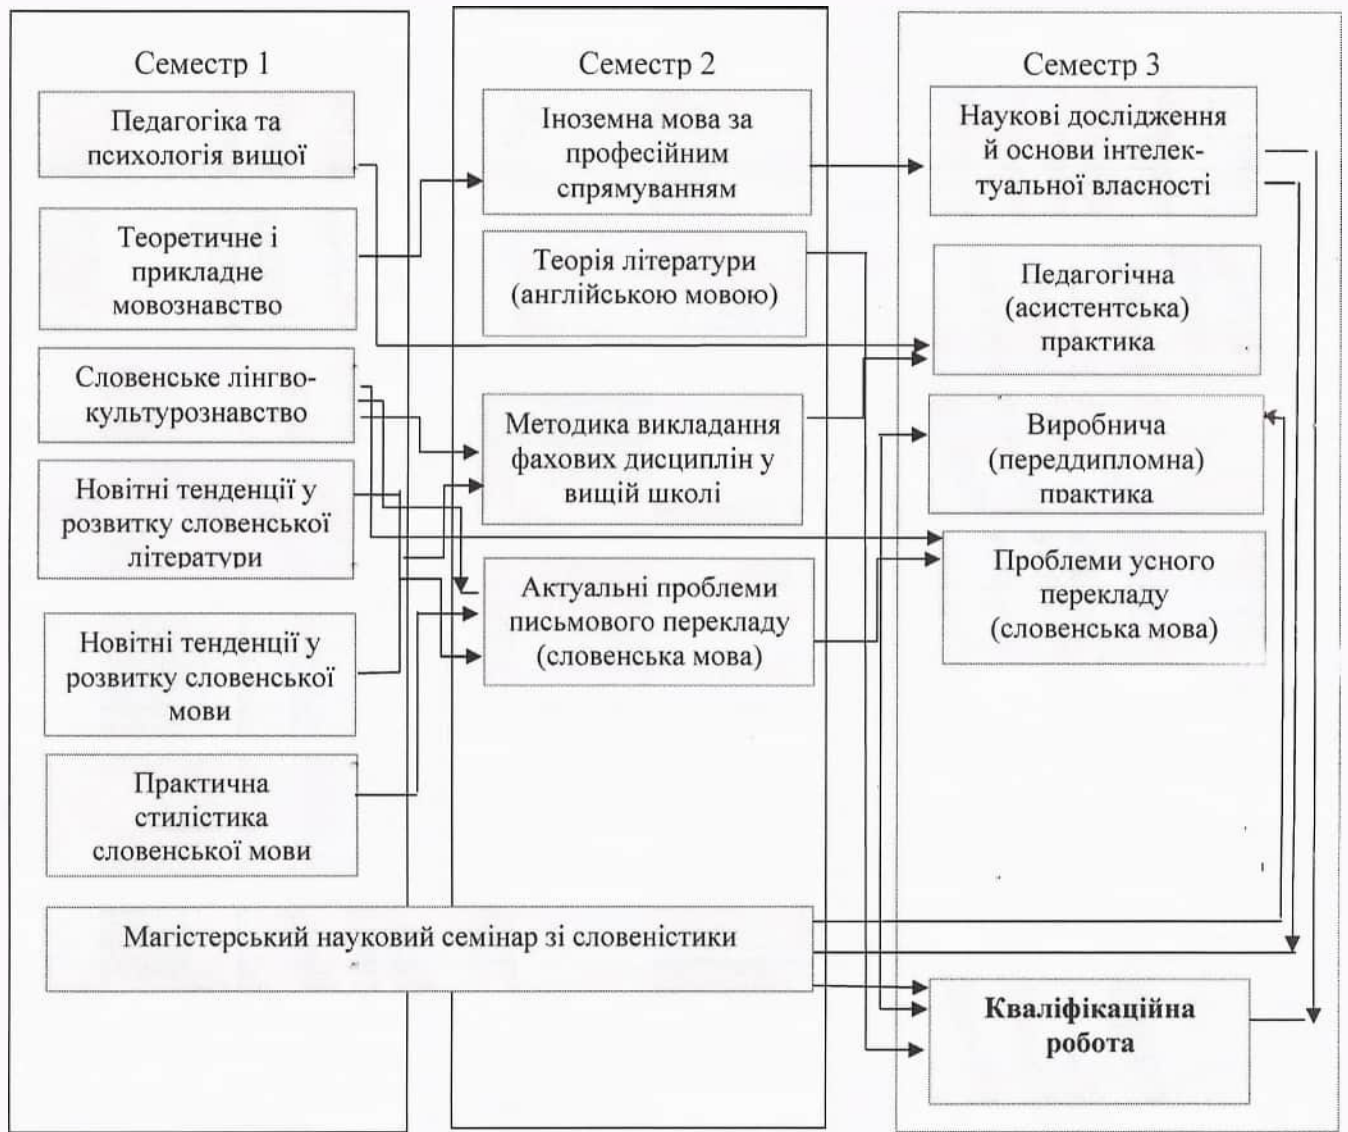 Семестр 1
Педагогіка та
психологія вищої
Теоретичне і
прикладне
мовознавство
Словенське лінгво-
культурознавство
Новітні тенденції у
розвитку словенської
літератури
Новітні тенденції у
розвитку словенської
мови
Практична
стилістика
словенської мови
Магістерський науковий семінар зі словеністики
Семестр 2
Іноземна мова за
професійним
спрямуванням
Теорія літератури
(англійською мовою)
Методика викладання
фахових дисциплін у
вищій школі
Актуальні проблеми
письмового перекладу
(словенська мова)
Семестр 3
Наукові дослідження
й основи інтелек-
туальної власності
Педагогічна
(асистентська)
практика
Виробнича
(переддипломна)
практика
Проблеми усного
перекладу
(словенська мова)
Кваліфікаційна
робота